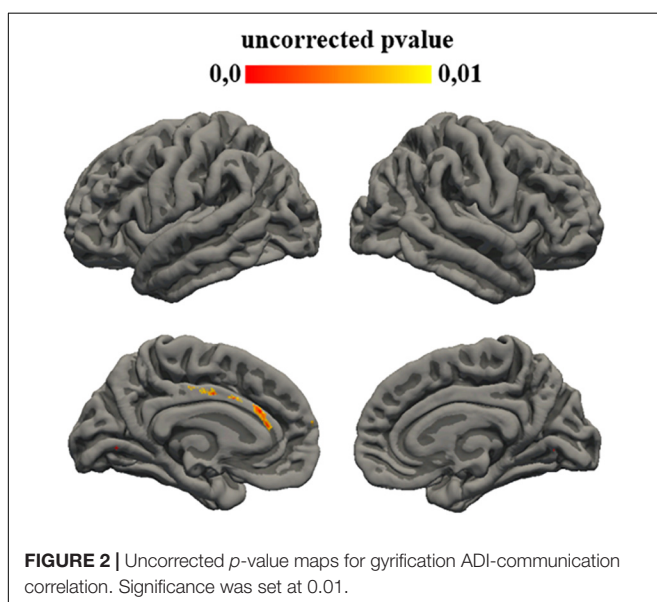 uncorrected pvalue
0,0 0,01
FIGURE 2 | Uncorrected p-value maps for gyrification ADI-communication
correlation. Significance was set at 0.01.